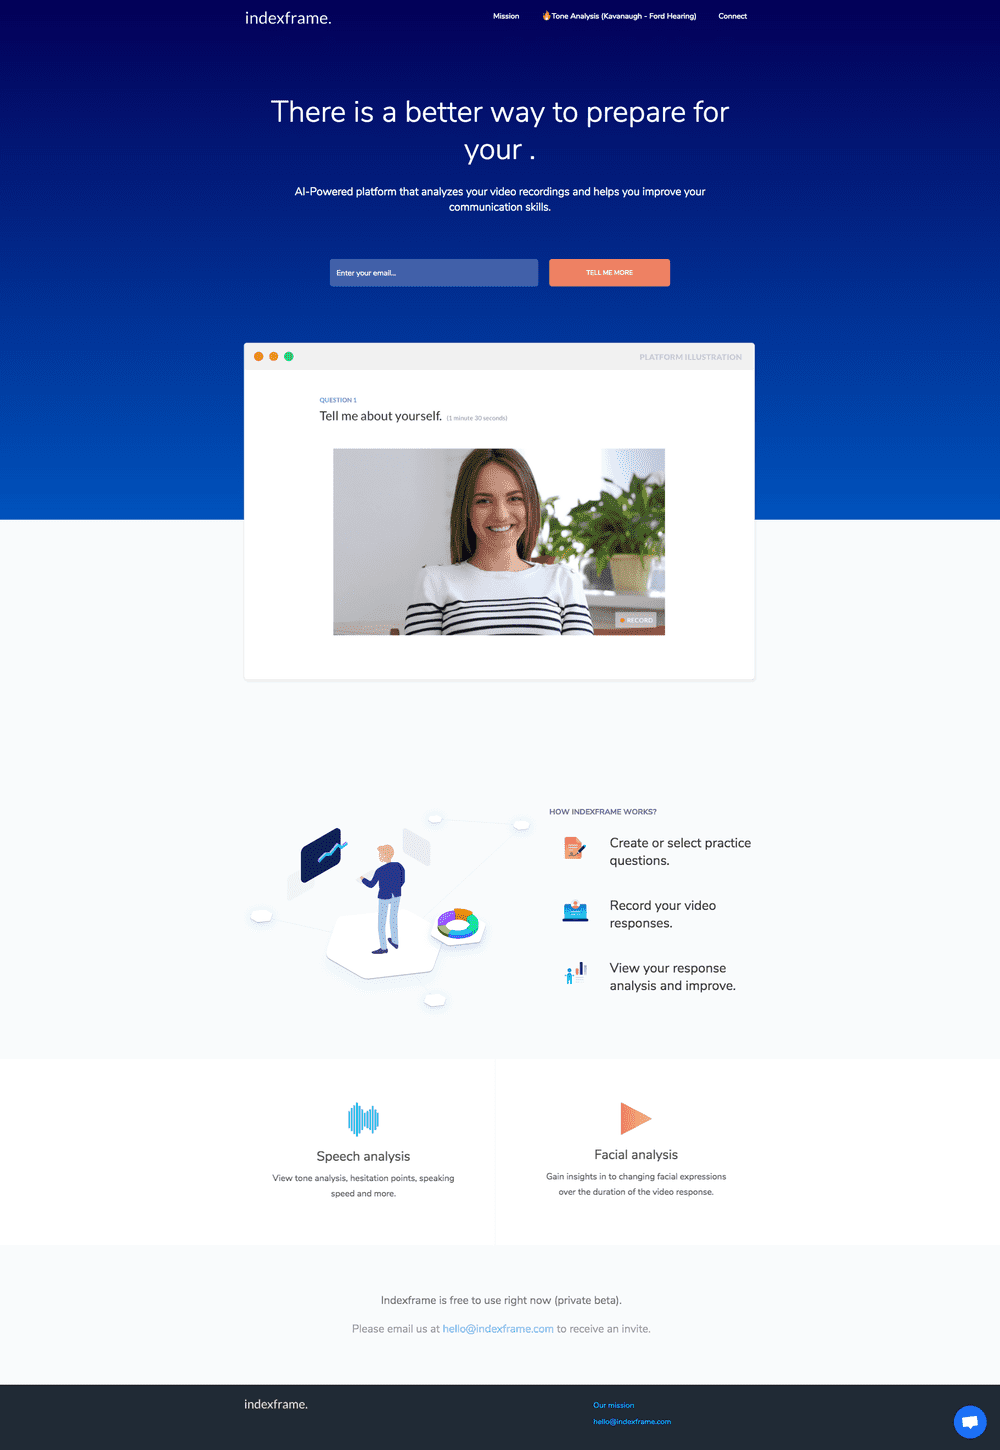 indexframe.
Mission
Tone Analysis (Kavanaugh - Ford Hearing)
Connect
There is a better way to prepare for
your .
AI-Powered platform that analyzes your video recordings and helps you improve your
communication skills.
Enter your email...
TELL ME MORE
PLATFORM ILLUSTRATION
QUESTION 1
Tell me about yourself. (1 minute 30 seconds)
RECORD
HOW INDEXFRAME WORKS?
Create or select practice
questions.
Record your video
responses.
View your response
analysis and improve.
Speech analysis
View tone analysis, hesitation points, speaking
speed and more.
Facial analysis
Gain insights in to changing facial expressions
over the duration of the video response.
Indexframe is free to use right now (private beta).
Please email us at hello@indexframe.com to receive an invite.
indexframe.
Our mission
hello@indexframe.com